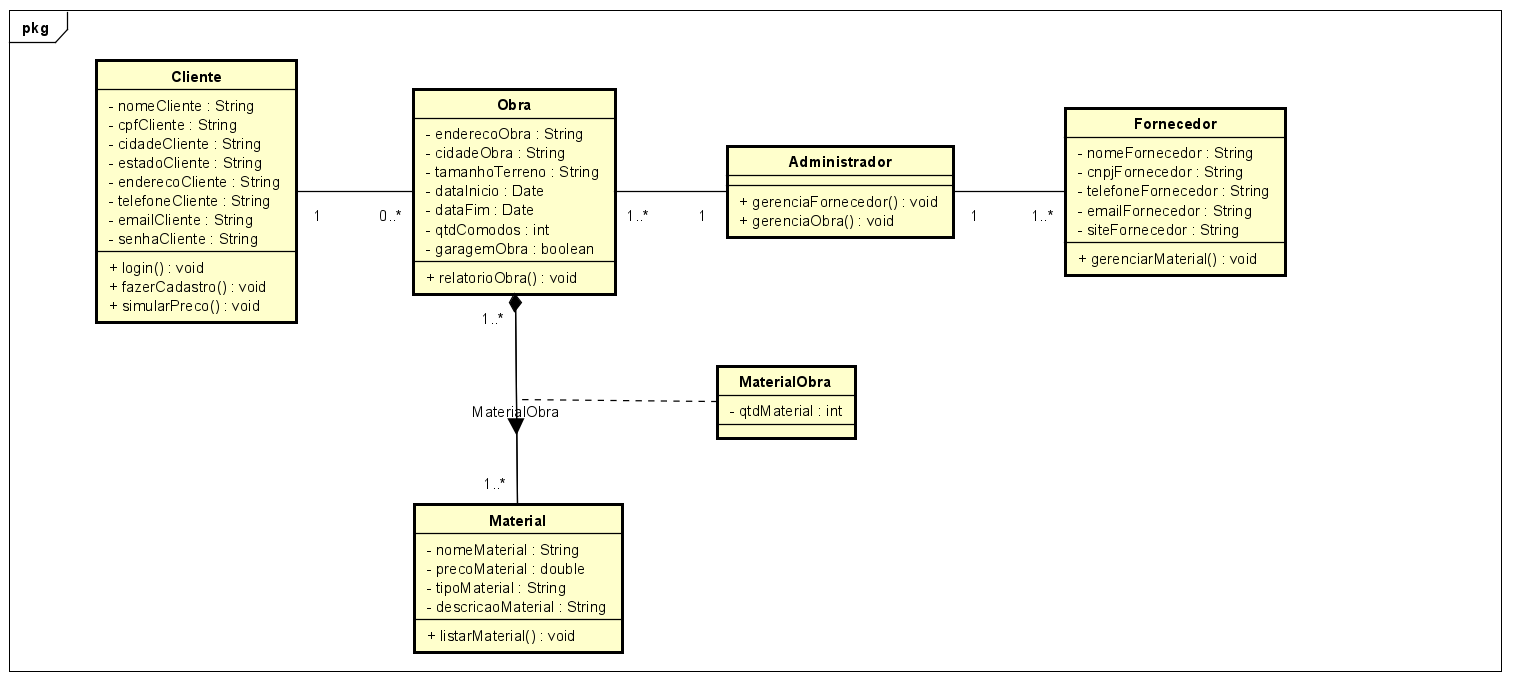 pkg
Cliente
- nomeCliente : String
- cpfCliente : String
- cidadeCliente : String
- estadoCliente : String
- enderecoCliente : String
- telefoneCliente : String
- emailCliente : String
- senhaCliente : String
+ login() : void
+ fazerCadastro() : void
+ simularPreco() : void
1
0..*
Obra
- enderecoObra : String
- cidadeObra : String
- tamanhoTerreno : String
- dataInicio : Date
- dataFim : Date
- qtdComodos : int
- garagemObra : boolean
+ relatorioObra() : void
1..*
1
Administrador
+ gerenciaFornecedor() : void
+ gerenciaObra() : void
1
1..*
Fornecedor
- nomeFornecedor : String
- cnpjFornecedor : String
- telefoneFornecedor : String
- emailFornecedor : String
- siteFornecedor : String
+ gerenciarMaterial() : void
1..*
MaterialObra
MaterialObra
- qtdMaterial : int
1..*
Material
- nomeMaterial : String
- precoMaterial : double
- tipoMaterial : String
- descricaoMaterial : String
+ listarMaterial() : void